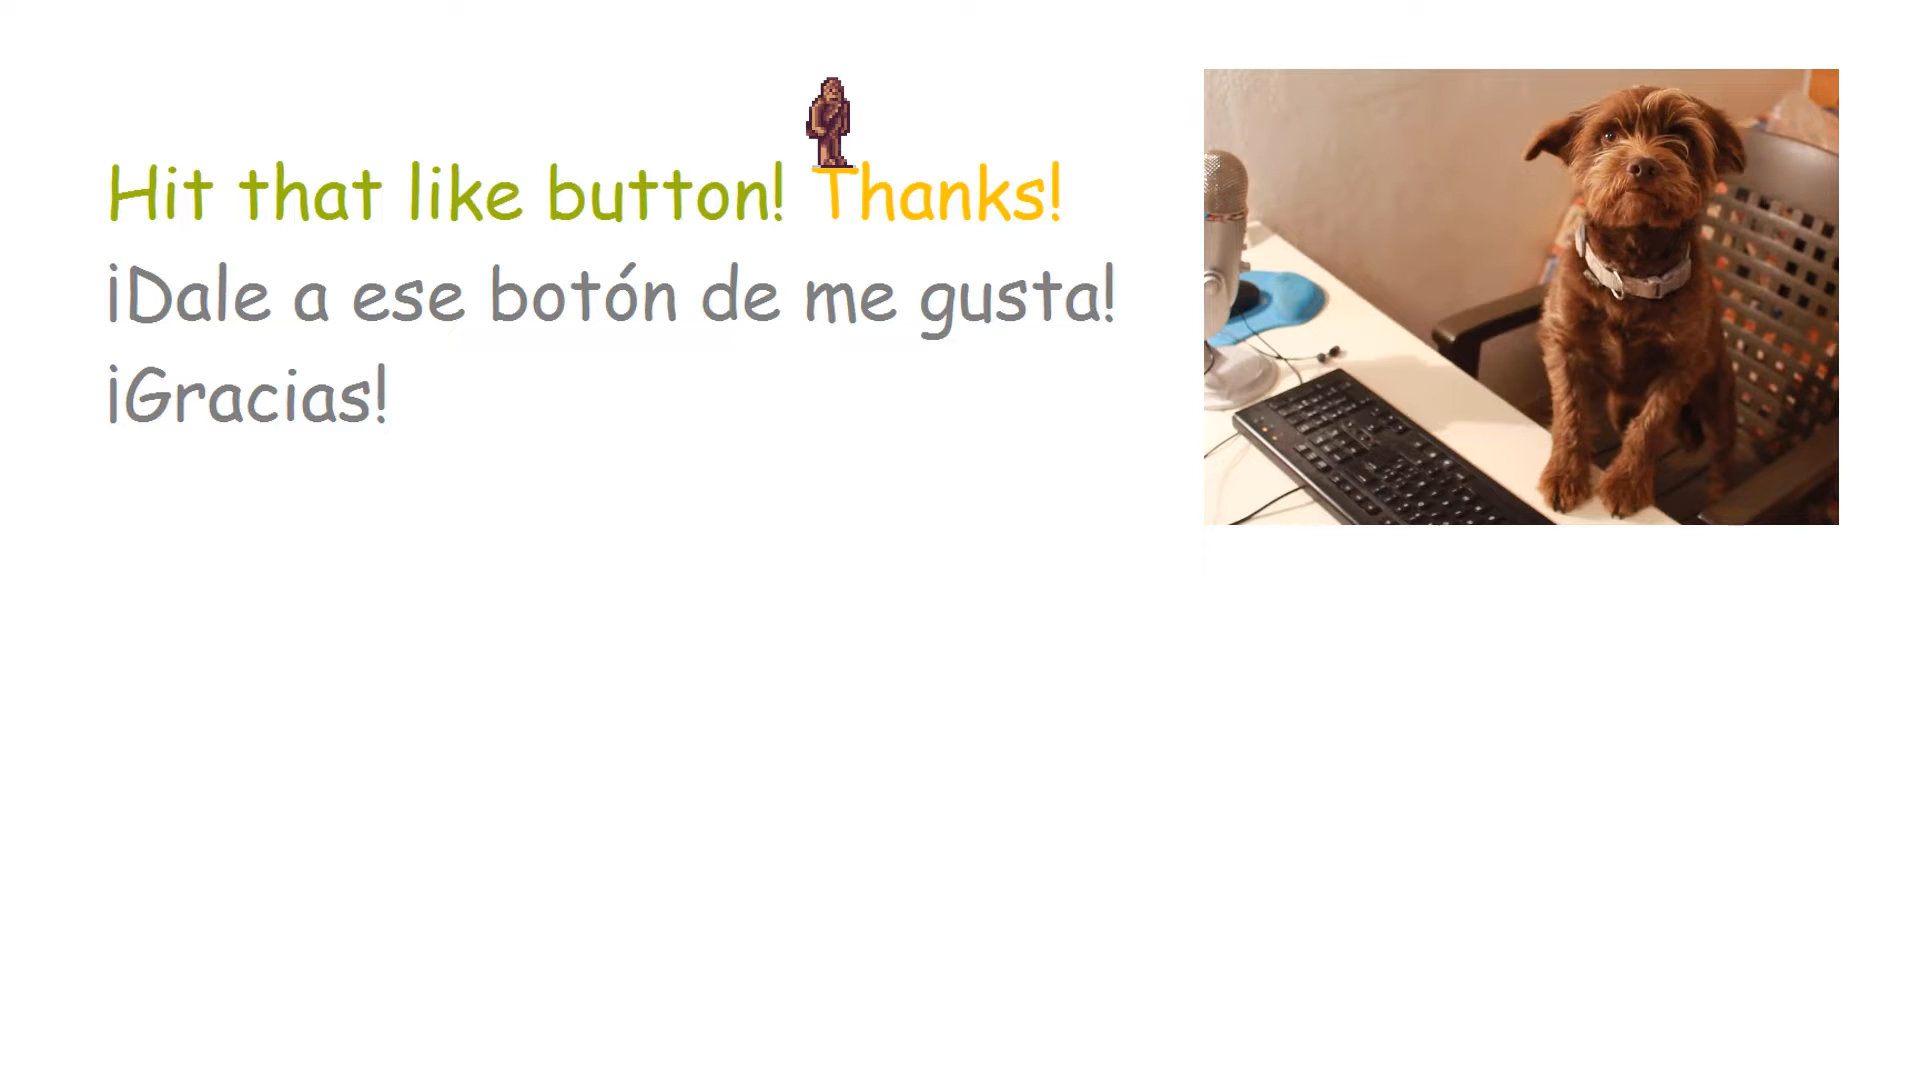 Hit that like button! Thanks!
¡Dale a ese botón de me gusta!
¡Gracias!